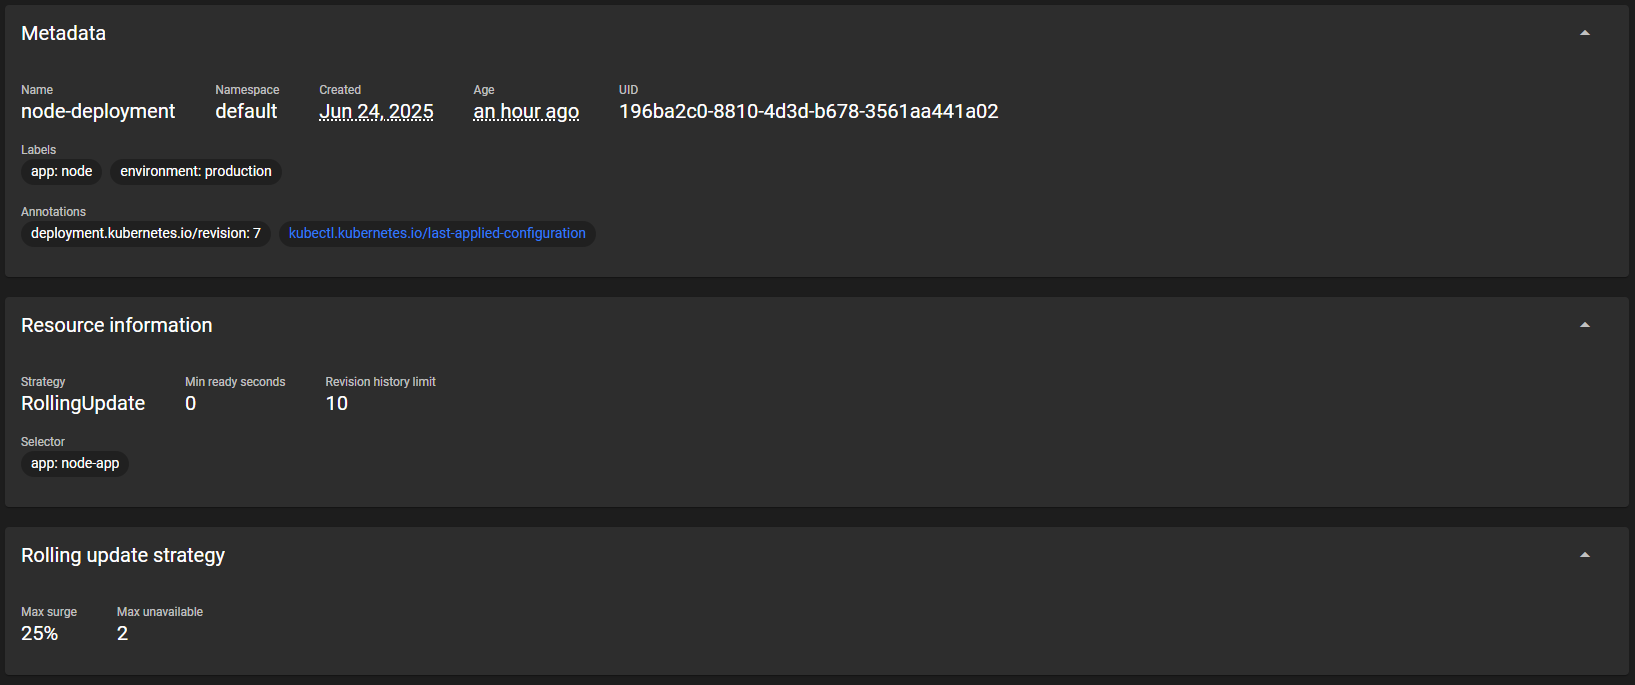 Metadata
Name Namespace Created Age UID
node-deployment default Jun 24, 2025 an hour ago 196ba2c0-8810-4d3d-b678-3561aa441a02
Labels
app: node environment: production
Annotations
deployment.kubernetes.io/revision: 7 kubectl.kubernetes.io/last-applied-configuration
Resource information
Strategy Min ready seconds Revision history limit
RollingUpdate 0 10
Selector
app: node-app
Rolling update strategy
Max surge Max unavailable
25% 2